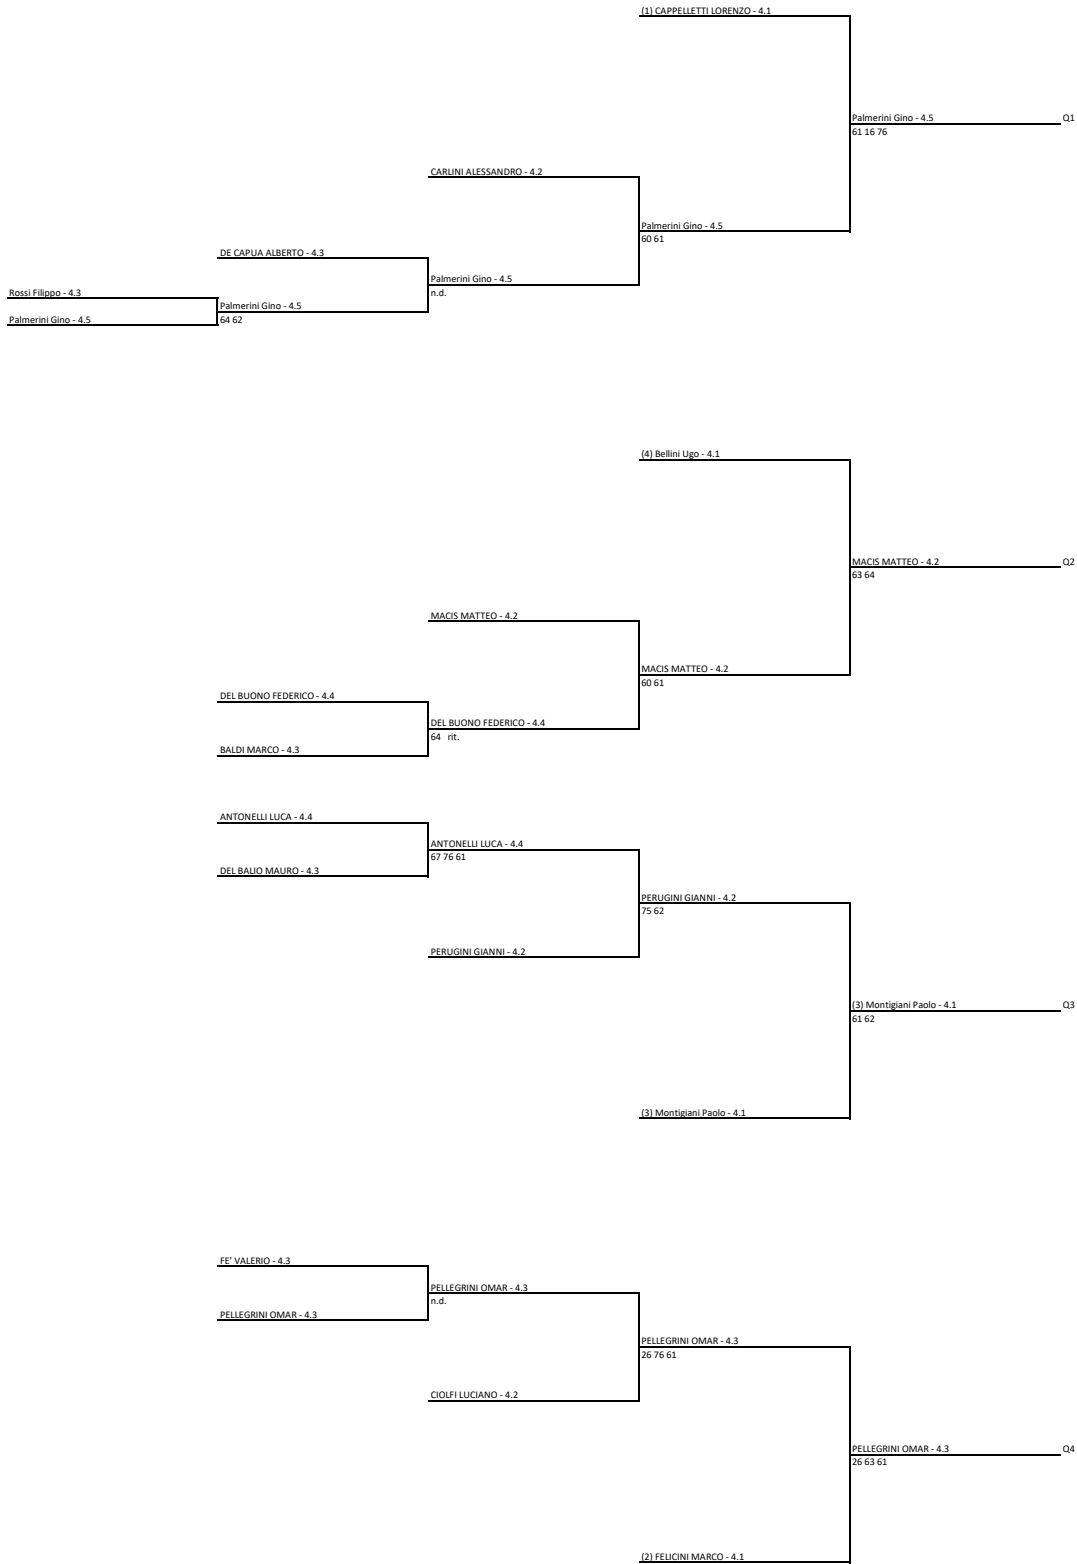 (1) CAPPELLETTI LORENZO - 4.1
Palmerini Gino - 4.5 Q1
61 16 76
CARLINI ALESSANDRO - 4.2
Palmerini Gino - 4.5
60 61
DE CAPUA ALBERTO - 4.3
Palmerini Gino - 4.5
n.d.
Rossi Filippo - 4.3
Palmerini Gino - 4.5
64 62
Palmerini Gino - 4.5
(4) Bellini Ugo - 4.1
MACIS MATTEO - 4.2 Q2
63 64
MACIS MATTEO - 4.2
MACIS MATTEO - 4.2
60 61
DEL BUONO FEDERICO - 4.4
DEL BUONO FEDERICO - 4.4
64 rit.
BALDI MARCO - 4.3
ANTONELLI LUCA - 4.4
ANTONELLI LUCA - 4.4
67 76 61
DEL BALIO MAURO - 4.3
PERUGINI GIANNI - 4.2
75 62
PERUGINI GIANNI - 4.2
(3) Montigiani Paolo - 4.1 Q3
61 62
(3) Montigiani Paolo - 4.1
FE' VALERIO - 4.3
PELLEGRINI OMAR - 4.3
n.d.
PELLEGRINI OMAR - 4.3
PELLEGRINI OMAR - 4.3
26 76 61
CIOLFI LUCIANO - 4.2
PELLEGRINI OMAR - 4.3 Q4
26 63 61
(2) FELICINI MARCO - 4.1